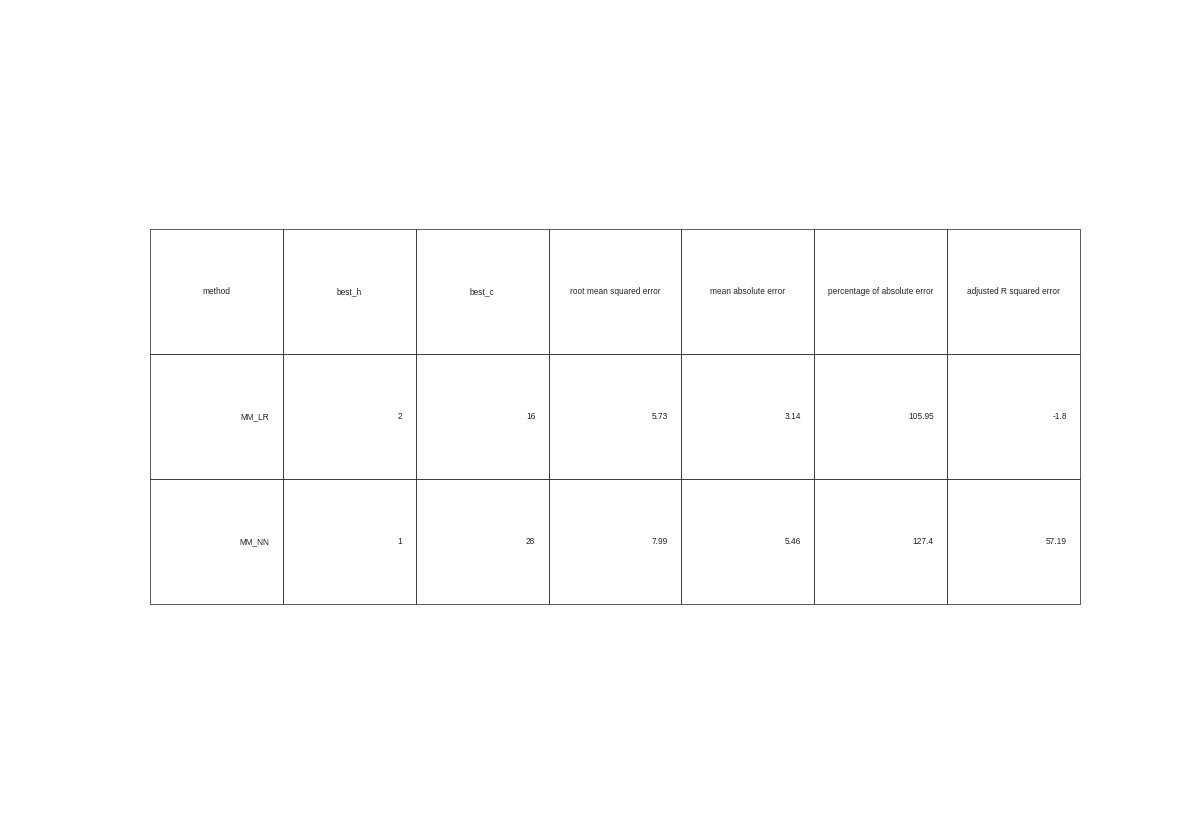 method best_h best_c root mean squared error mean absolute error percentage of absolute error adjusted R squared error
MM_LR 2 16 5.73 3.14 105.95 -1.8
MM_NN 1 28 7.99 5.46 127.4 57.19